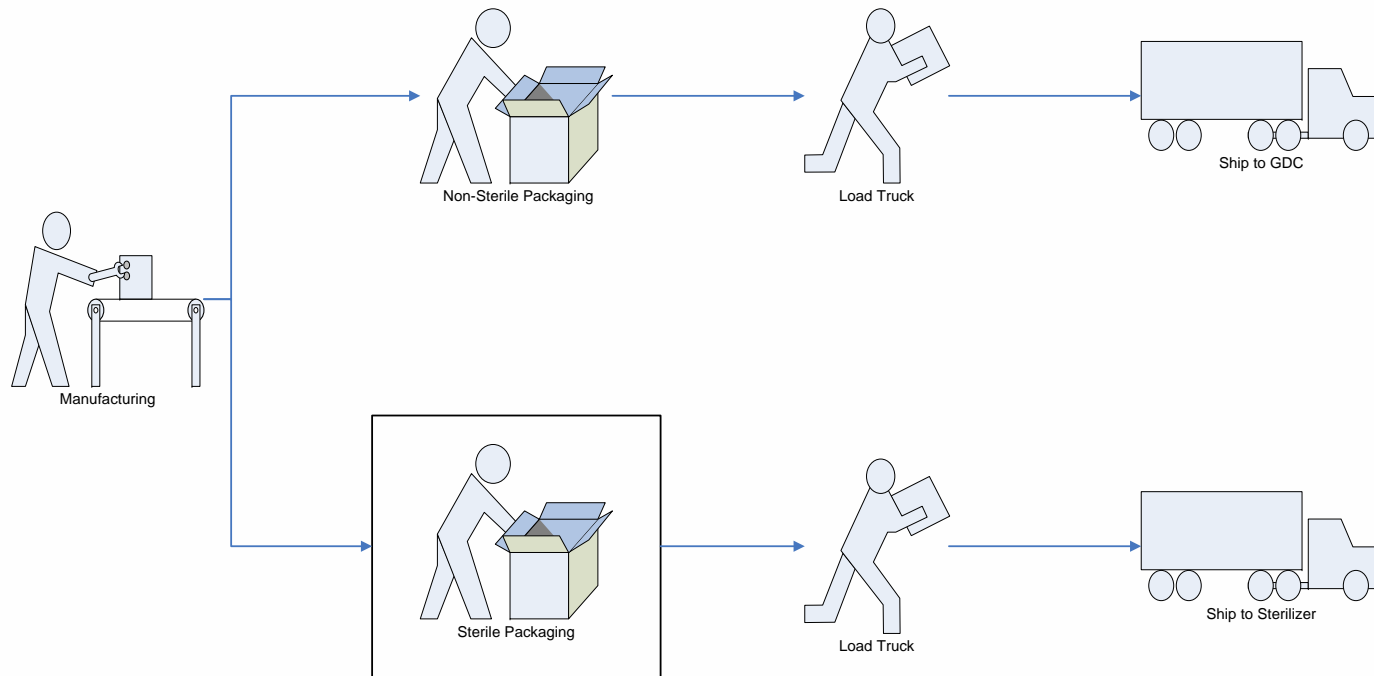 Non-Sterile Packaging
Load Truck
Ship to GDC
Manufacturing
Sterile Packaging
Load Truck
Ship to Sterilizer